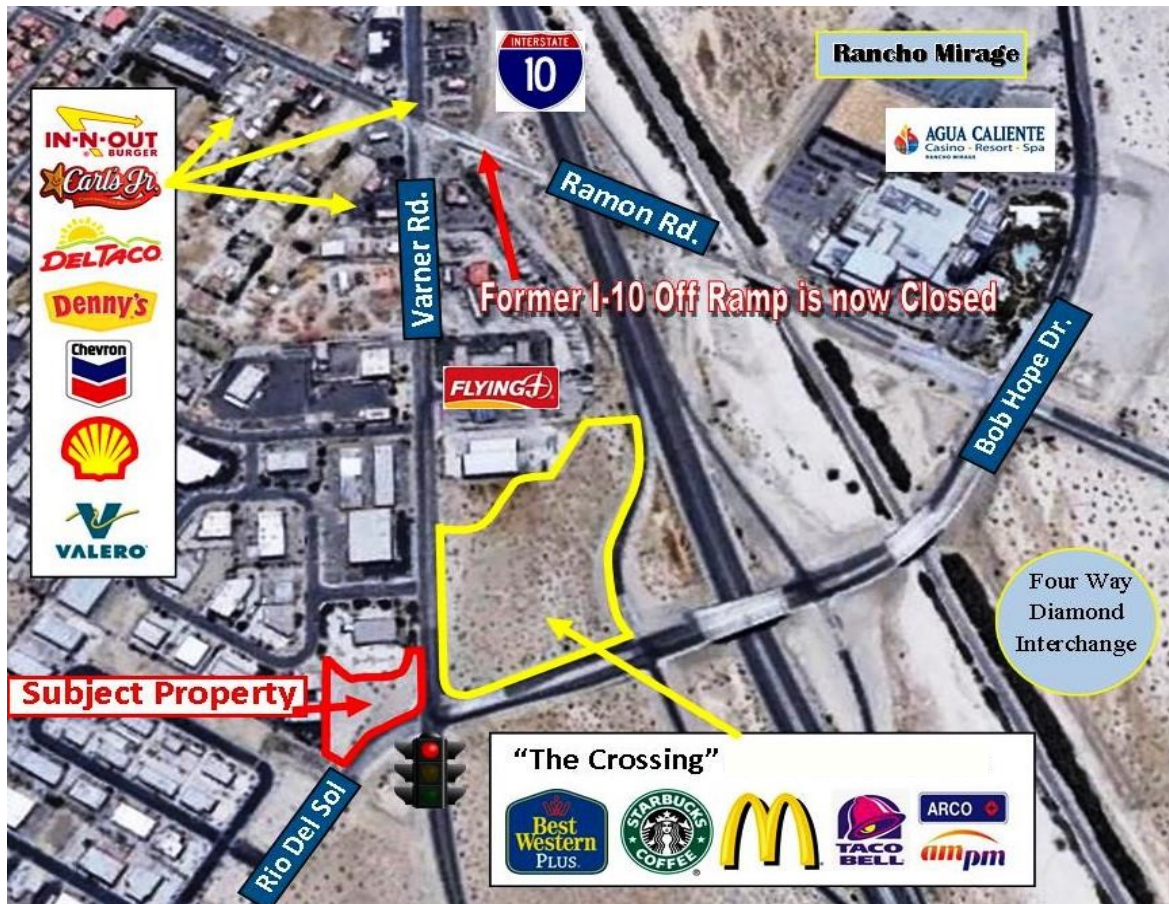 INTERSTATE
10
Rancho Mirage
AGUA CALIENTE
Casino • Resort • Spa
RANCHO MIRAGE
IN-N-OUT
BURGER
Carl's Jr.
DEL TACO
Denny's
Chevron
VALERO
Varner Rd.
Ramon Rd.
Former I-10 Off Ramp is now Closed
Bob Hope Dr.
FLYING J
Four Way
Diamond
Interchange
Subject Property
Rio Del Sol
"The Crossing"
Best
Western
PLUS
STARBUCKS
COFFEE
TACO
BELL
ARCO
ampm